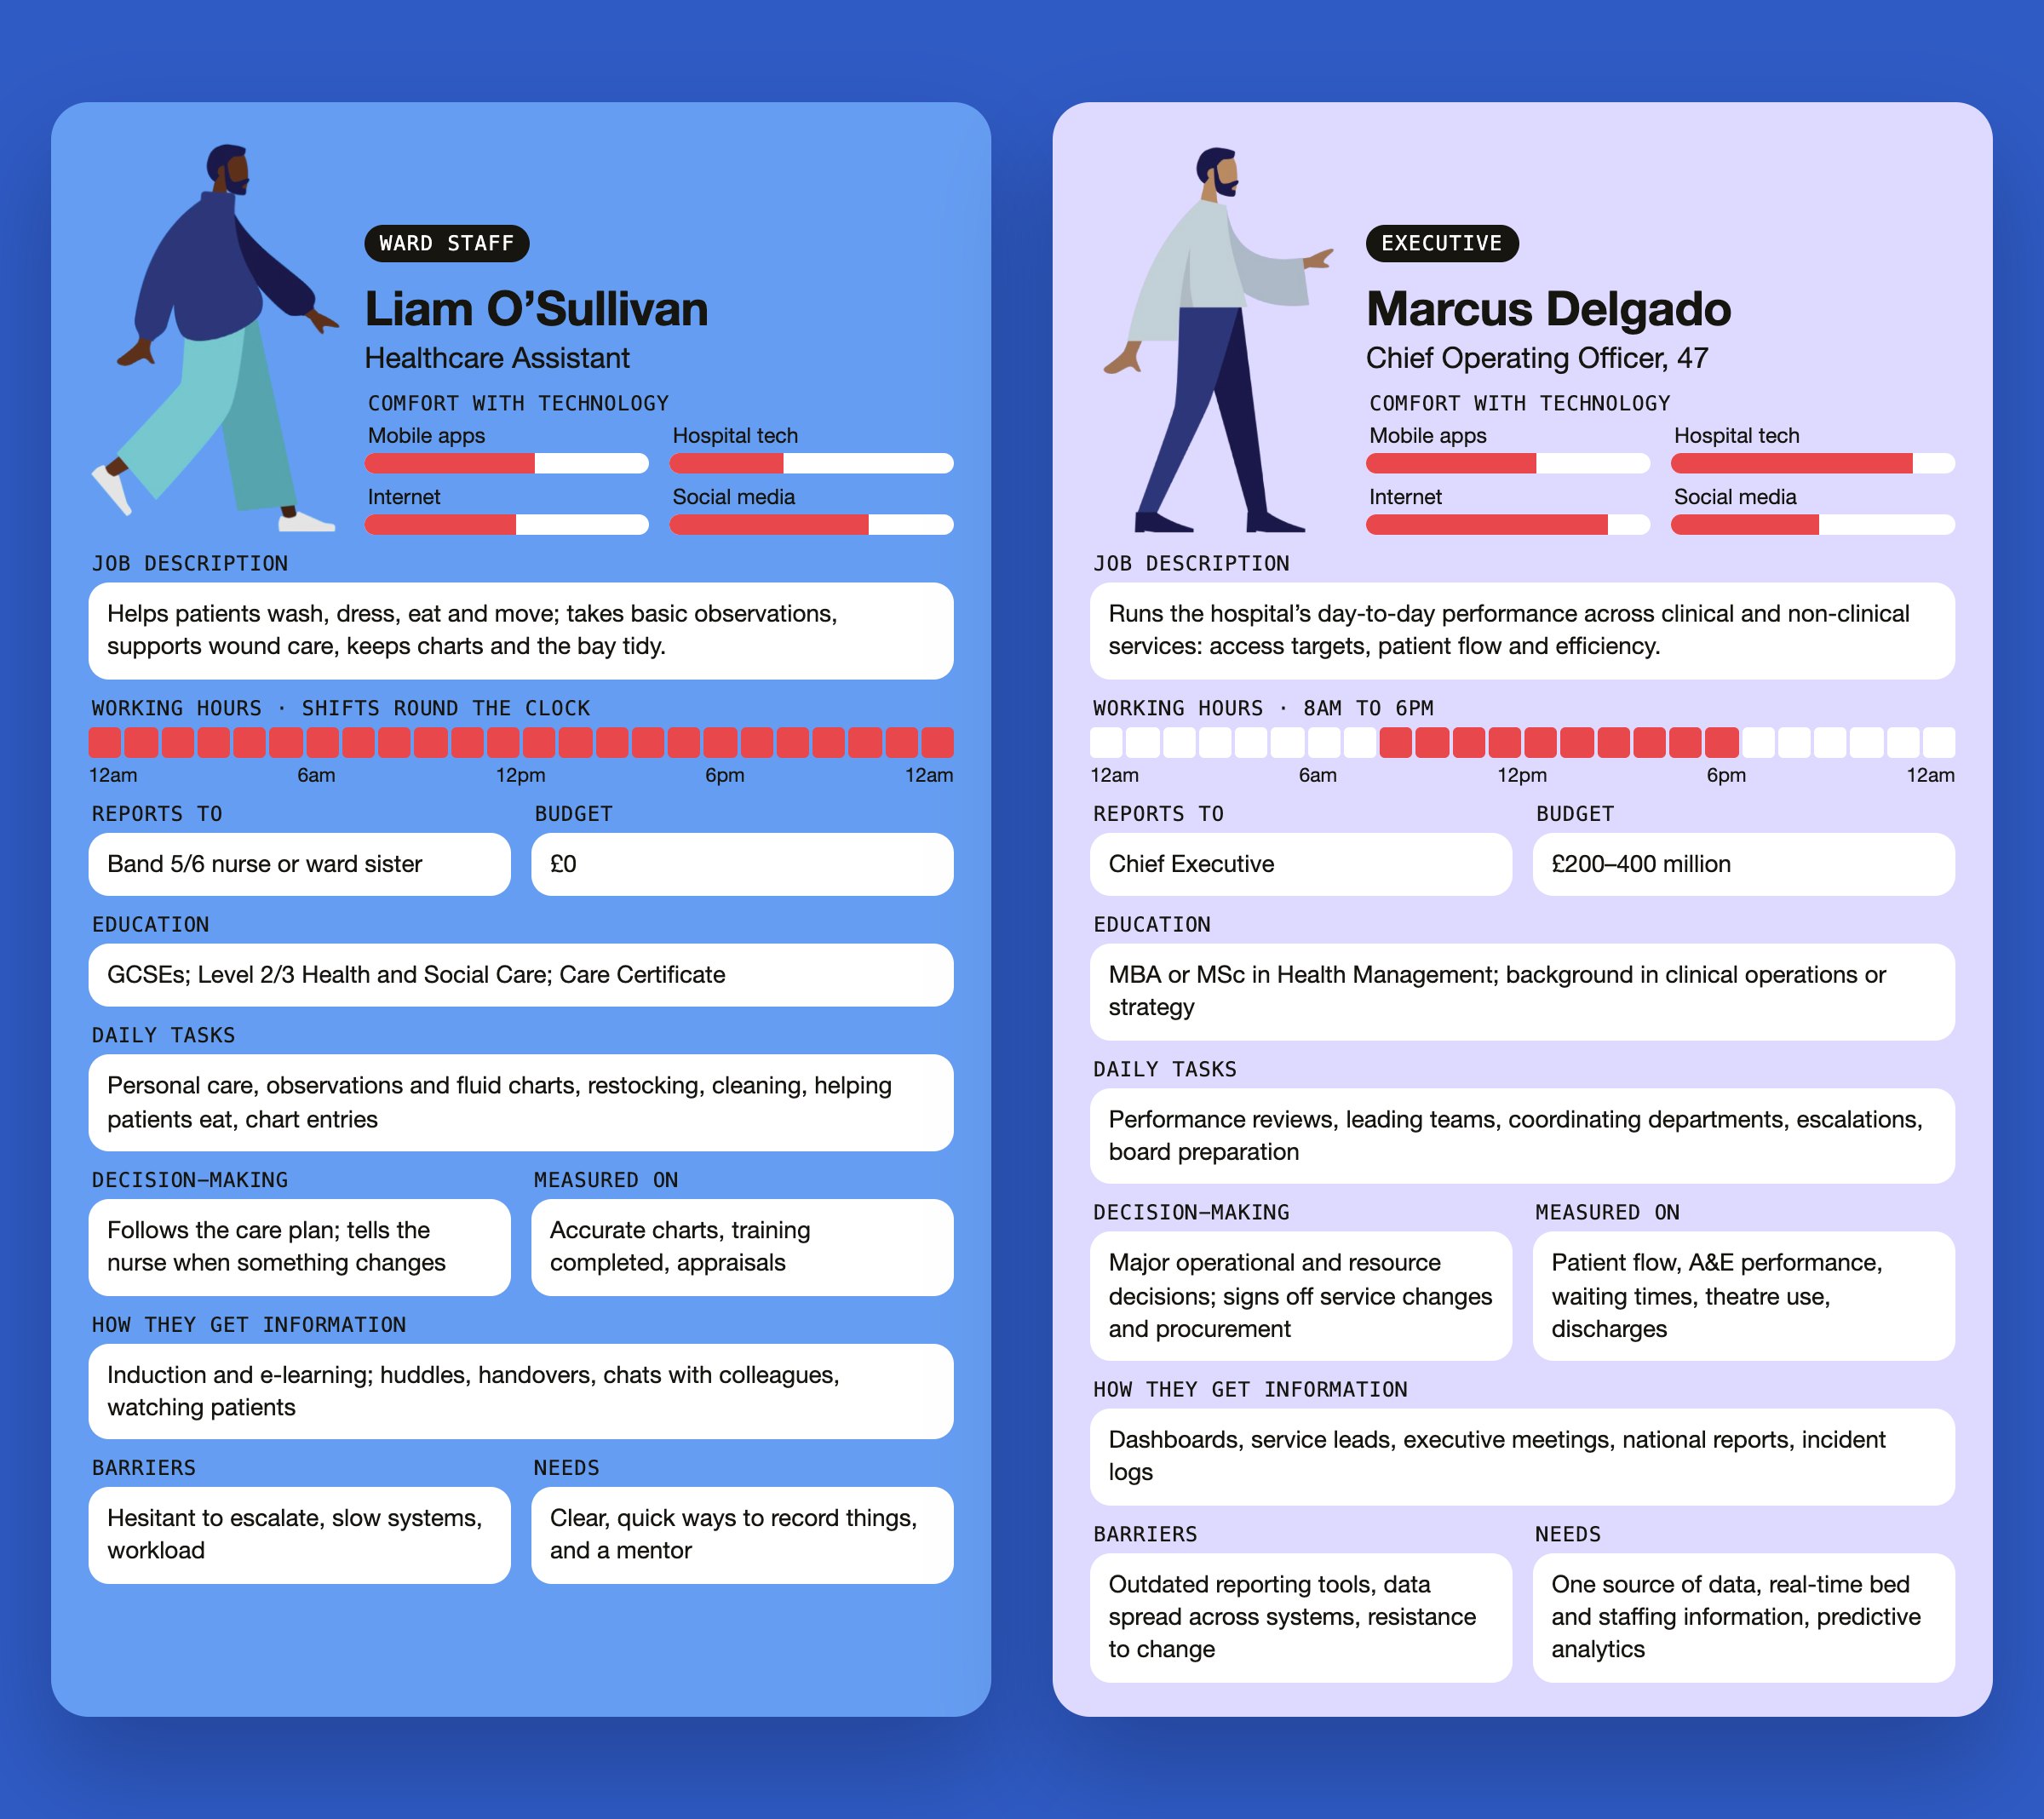 WARD STAFF
Liam O’Sullivan
Healthcare Assistant
COMFORT WITH TECHNOLOGY
Mobile apps
Hospital tech
Internet
Social media
JOB DESCRIPTION
Helps patients wash, dress, eat and move; takes basic observations,
supports wound care, keeps charts and the bay tidy.
WORKING HOURS · SHIFTS ROUND THE CLOCK
12am 6am 12pm 6pm 12am
REPORTS TO
Band 5/6 nurse or ward sister
BUDGET
£0
EDUCATION
GCSEs; Level 2/3 Health and Social Care; Care Certificate
DAILY TASKS
Personal care, observations and fluid charts, restocking, cleaning, helping
patients eat, chart entries
DECISION-MAKING
Follows the care plan; tells the
nurse when something changes
MEASURED ON
Accurate charts, training
completed, appraisals
HOW THEY GET INFORMATION
Induction and e-learning; huddles, handovers, chats with colleagues,
watching patients
BARRIERS
Hesitant to escalate, slow systems,
workload
NEEDS
Clear, quick ways to record things,
and a mentor
EXECUTIVE
Marcus Delgado
Chief Operating Officer, 47
COMFORT WITH TECHNOLOGY
Mobile apps
Hospital tech
Internet
Social media
JOB DESCRIPTION
Runs the hospital’s day-to-day performance across clinical and non-clinical
services: access targets, patient flow and efficiency.
WORKING HOURS · 8AM TO 6PM
12am 6am 12pm 6pm 12am
REPORTS TO
Chief Executive
BUDGET
£200–400 million
EDUCATION
MBA or MSc in Health Management; background in clinical operations or
strategy
DAILY TASKS
Performance reviews, leading teams, coordinating departments, escalations,
board preparation
DECISION-MAKING
Major operational and resource
decisions; signs off service changes
and procurement
MEASURED ON
Patient flow, A&E performance,
waiting times, theatre use,
discharges
HOW THEY GET INFORMATION
Dashboards, service leads, executive meetings, national reports, incident
logs
BARRIERS
Outdated reporting tools, data
spread across systems, resistance
to change
NEEDS
One source of data, real-time bed
and staffing information, predictive
analytics